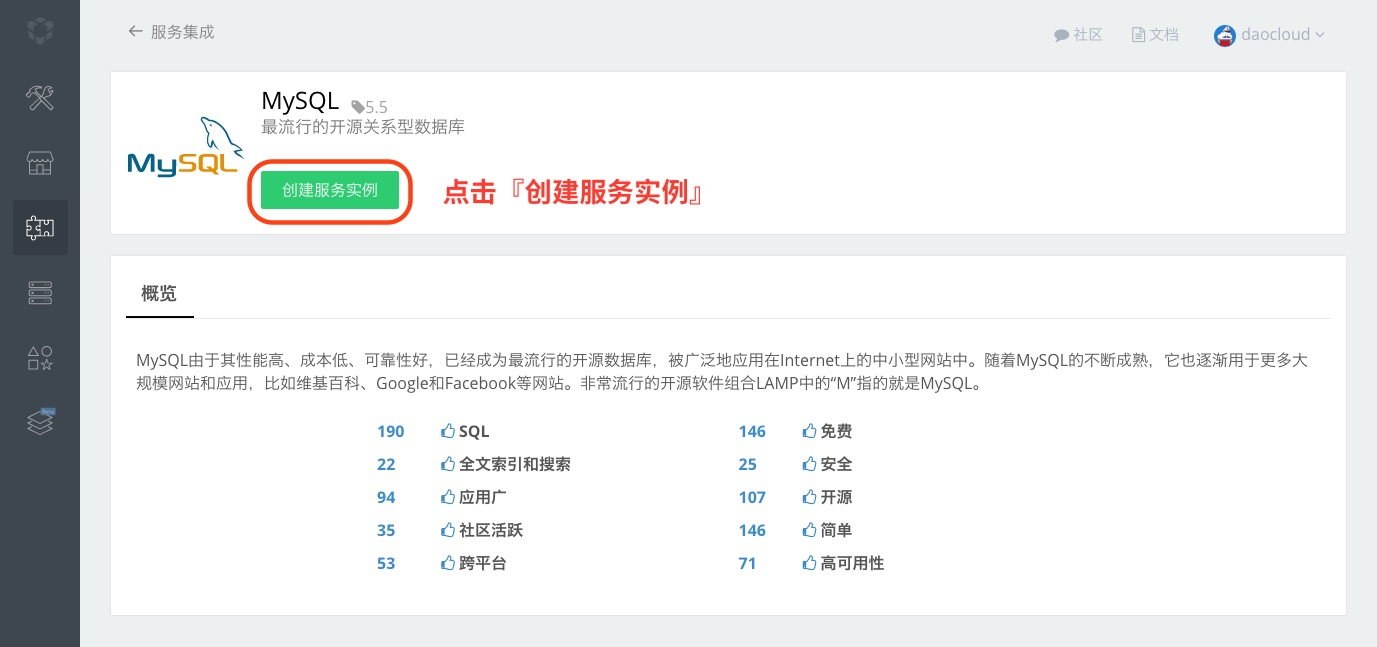 服务集成
社区 文档 daocloud
MySQL 5.5
最流行的开源关系型数据库
MySQL
创建服务实例
点击『创建服务实例』
概览
MySQL由于其性能高、成本低、可靠性好，已经成为最流行的开源数据库，被广泛地应用在Internet上的中小型网站中。随着MySQL的不断成熟，它也逐渐用于更多大
规模网站和应用，比如维基百科、Google和Facebook等网站。非常流行的开源软件组合LAMP中的“M”指的就是MySQL。
190 SQL 146 免费
22 全文索引和搜索 25 安全
94 应用广 107 开源
35 社区活跃 146 简单
53 跨平台 71 高可用性
Beta